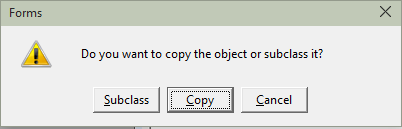 Forms
Do you want to copy the object or subclass it?
Subclass Copy Cancel